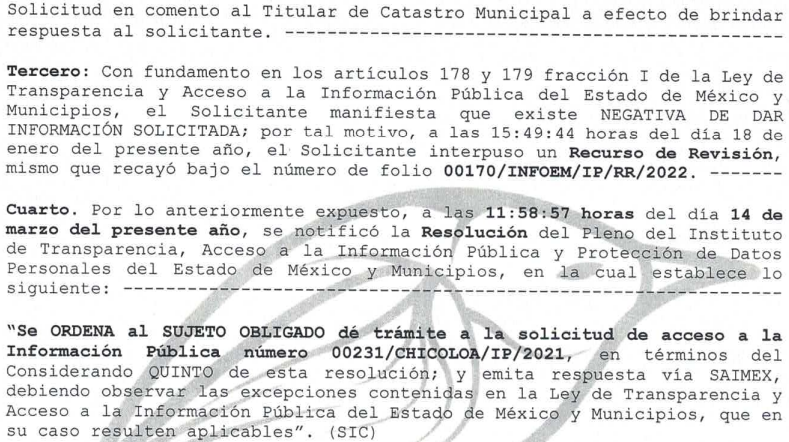 Solicitud en comento al Titular de Catastro Municipal a efecto de brindar
respuesta al solicitante. -----------------------------------------------
Tercero: Con fundamento en los artículos 178 y 179 fracción I de la Ley de
Transparencia y Acceso a la Información Pública del Estado de México y
Municipios, el Solicitante manifiesta que existe NEGATIVA DE DAR
INFORMACIÓN SOLICITADA; por tal motivo, a las 15:49:44 horas del día 18 de
enero del presente año, el Solicitante interpuso un Recurso de Revisión,
mismo que recayó bajo el número de folio 00170/INFOEM/IP/RR/2022. -------
Cuarto. Por lo anteriormente expuesto, a las 11:58:57 horas del día 14 de
marzo del presente año, se notificó la Resolución del Pleno del Instituto
de Transparencia, Acceso a la Información Pública y Protección de Datos
Personales del Estado de México y Municipios, en la cual establece lo
siguiente: --------------------------------------------------------------
"Se ORDENA al SUJETO OBLIGADO dé trámite a la solicitud de acceso a la
Información Pública número 00231/CHICOLOA/IP/2021, en términos del
Considerando QUINTO de esta resolución; y emita respuesta vía SAIMEX,
debiendo observar las excepciones contenidas en la Ley de Transparencia y
Acceso a la Información Pública del Estado de México y Municipios, que en
su caso resulten aplicables". (SIC)